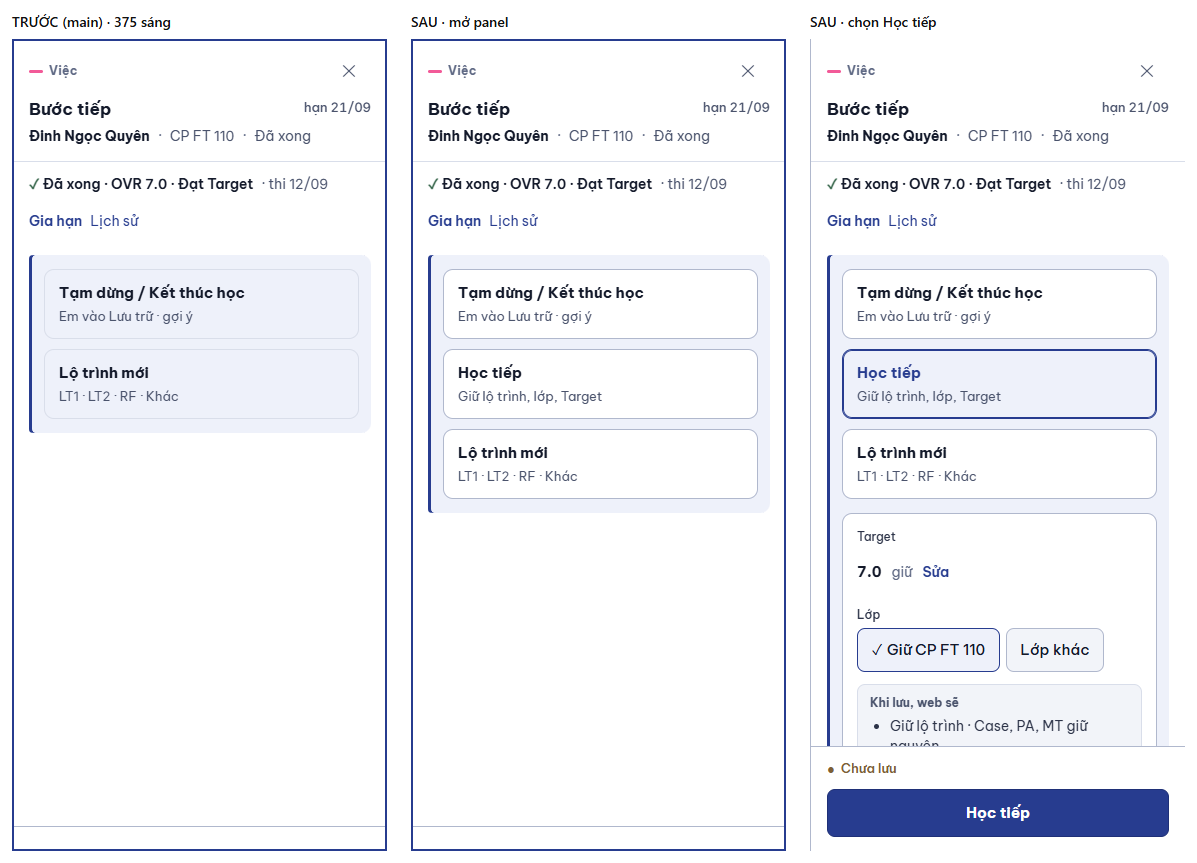 TRƯỚC (main) · 375 sáng
Việc
Bước tiếp
hạn 21/09
Đinh Ngọc Quyên · CP FT 110 · Đã xong
✓ Đã xong · OVR 7.0 · Đạt Target · thi 12/09
Gia hạn Lịch sử
Tạm dừng / Kết thúc học
Em vào Lưu trữ · gợi ý
Lộ trình mới
LT1 · LT2 · RF · Khác
SAU · mở panel
Việc
Bước tiếp
hạn 21/09
Đinh Ngọc Quyên · CP FT 110 · Đã xong
✓ Đã xong · OVR 7.0 · Đạt Target · thi 12/09
Gia hạn Lịch sử
Tạm dừng / Kết thúc học
Em vào Lưu trữ · gợi ý
Học tiếp
Giữ lộ trình, lớp, Target
Lộ trình mới
LT1 · LT2 · RF · Khác
SAU · chọn Học tiếp
Việc
Bước tiếp
hạn 21/09
Đinh Ngọc Quyên · CP FT 110 · Đã xong
✓ Đã xong · OVR 7.0 · Đạt Target · thi 12/09
Gia hạn Lịch sử
Tạm dừng / Kết thúc học
Em vào Lưu trữ · gợi ý
Học tiếp
Giữ lộ trình, lớp, Target
Lộ trình mới
LT1 · LT2 · RF · Khác
Target
7.0 giữ Sửa
Lớp
✓ Giữ CP FT 110
Lớp khác
Khi lưu, web sẽ
• Giữ lộ trình · Case, PA, MT giữ
nguyên
● Chưa lưu
Học tiếp